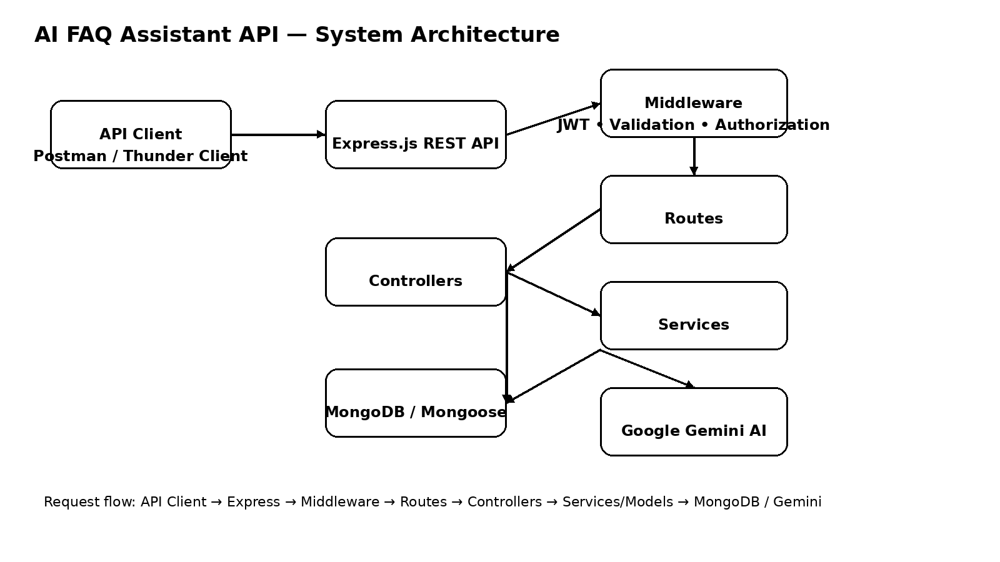 AI FAQ Assistant API — System Architecture
API Client
Postman / Thunder Client
Express.js REST API
Middleware
JWT • Validation • Authorization
Routes
Controllers
Services
MongoDB / Mongoose
Google Gemini AI
Request flow: API Client → Express → Middleware → Routes → Controllers → Services/Models → MongoDB / Gemini